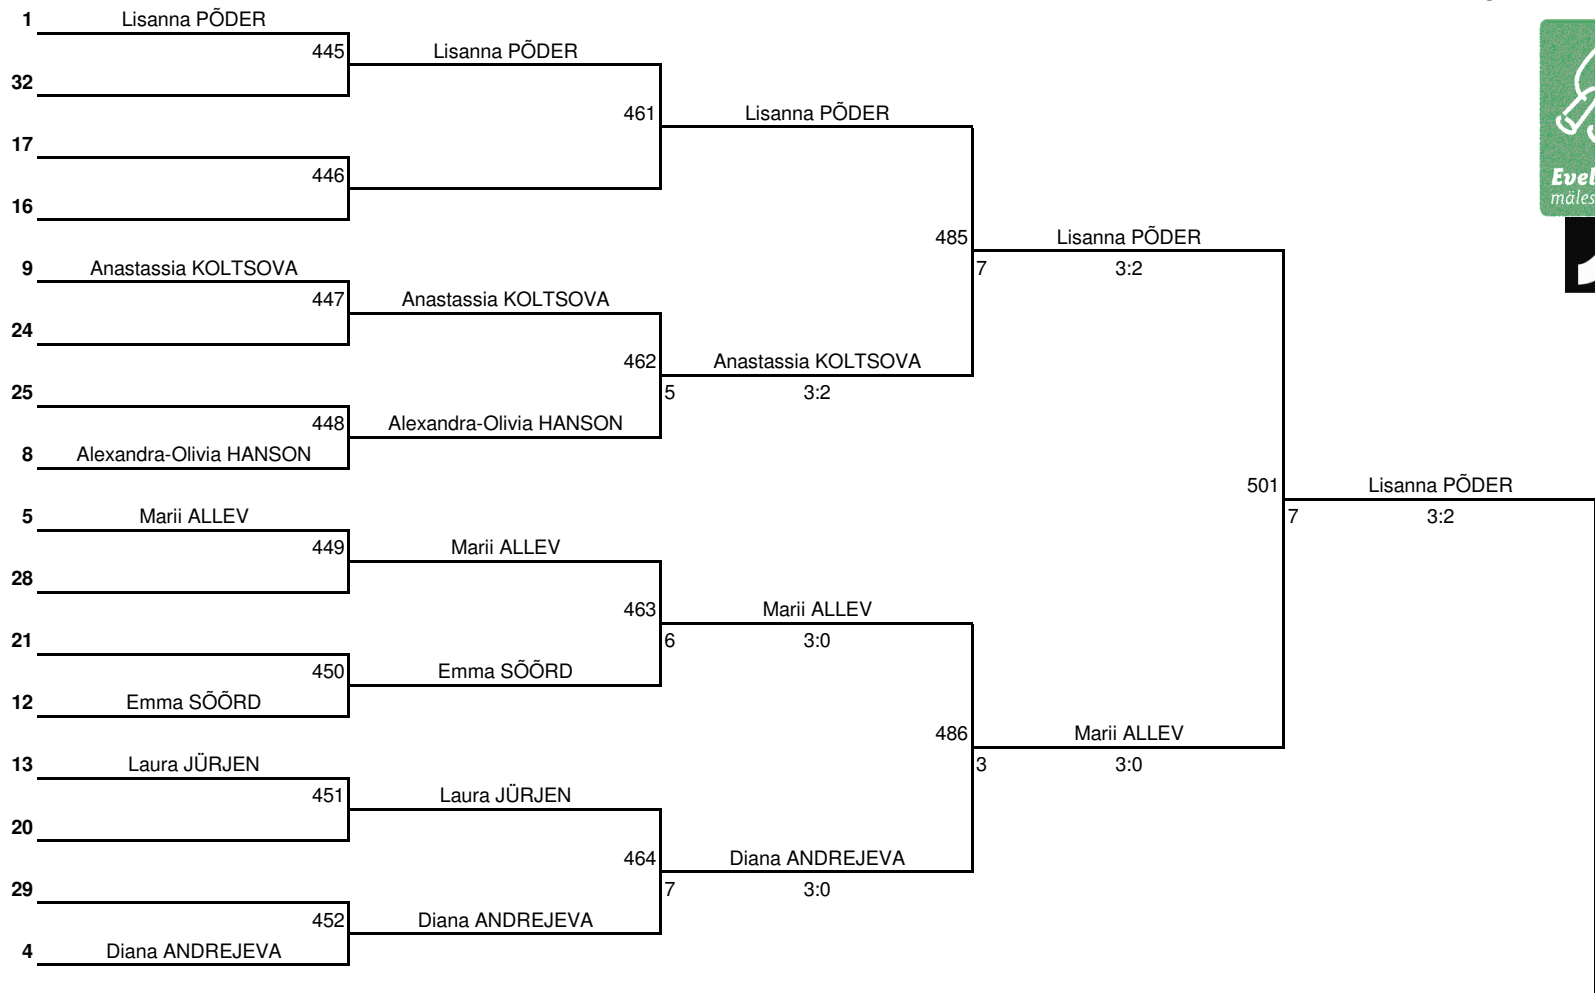 1 Lisanna PÕDER
445 Lisanna PÕDER
32
461 Lisanna PÕDER
17
446
16
485 Lisanna PÕDER
9 Anastassia KOLTSOVA
7 3:2
447 Anastassia KOLTSOVA
24
462 Anastassia KOLTSOVA
25
5 3:2
448 Alexandra-Olivia HANSON
8 Alexandra-Olivia HANSON
501 Lisanna PÕDER
5 Marii ALLEV
7 3:2
449 Marii ALLEV
28
463 Marii ALLEV
21
6 3:0
450 Emma SÕÕRD
12 Emma SÕÕRD
486 Marii ALLEV
13 Laura JÜRJEN
3 3:0
451 Laura JÜRJEN
20
464 Diana ANDREJEVA
29
7 3:0
452 Diana ANDREJEVA
4 Diana ANDREJEVA